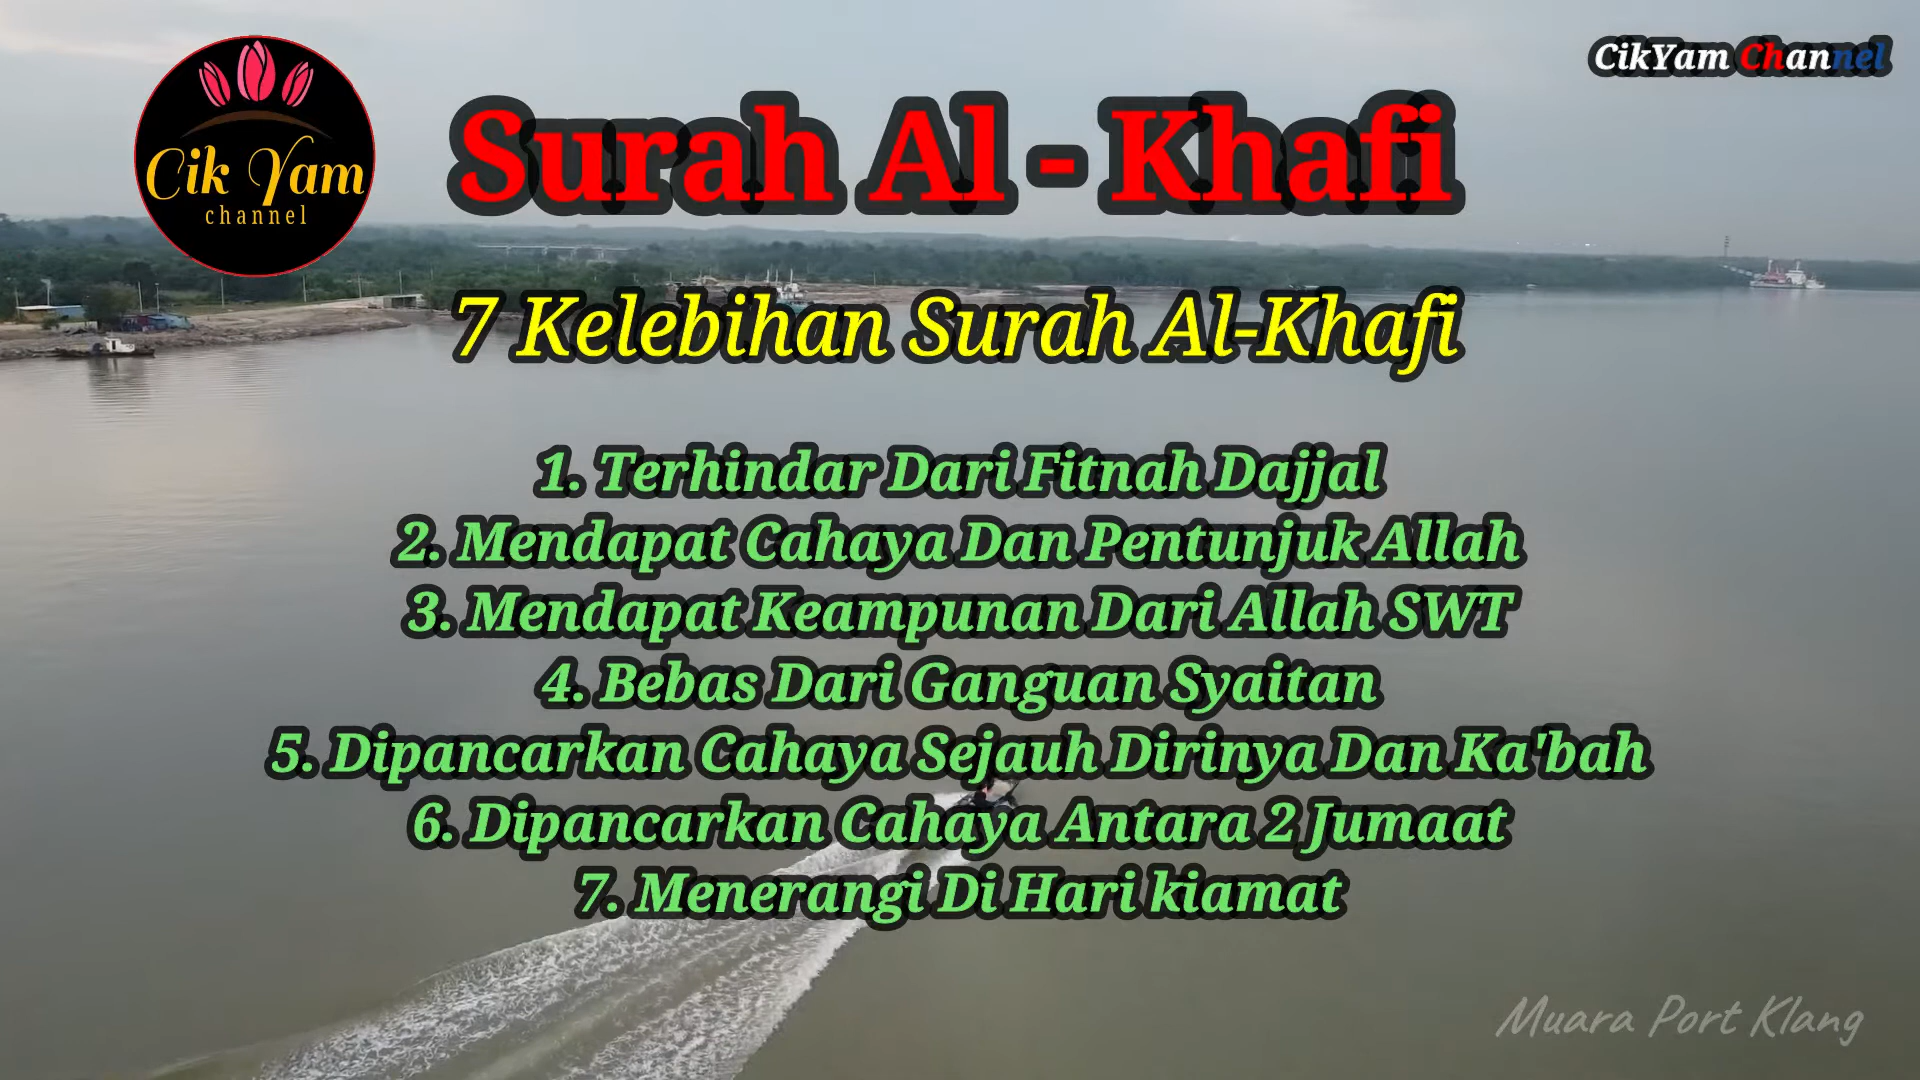 CikYam Channel
Cik Yam
channel
Surah Al - Khafi
7 Kelebihan Surah Al-Khafi
1. Terhindar Dari Fitnah Dajjal
2. Mendapat Cahaya Dan Pentunjuk Allah
3. Mendapat Keampunan Dari Allah SWT
4. Bebas Dari Ganguan Syaitan
5. Dipancarkan Cahaya Sejauh Dirinya Dan Ka'bah
6. Dipancarkan Cahaya Antara 2 Jumaat
7. Menerangi Di Hari kiamat
Muara Port Klang